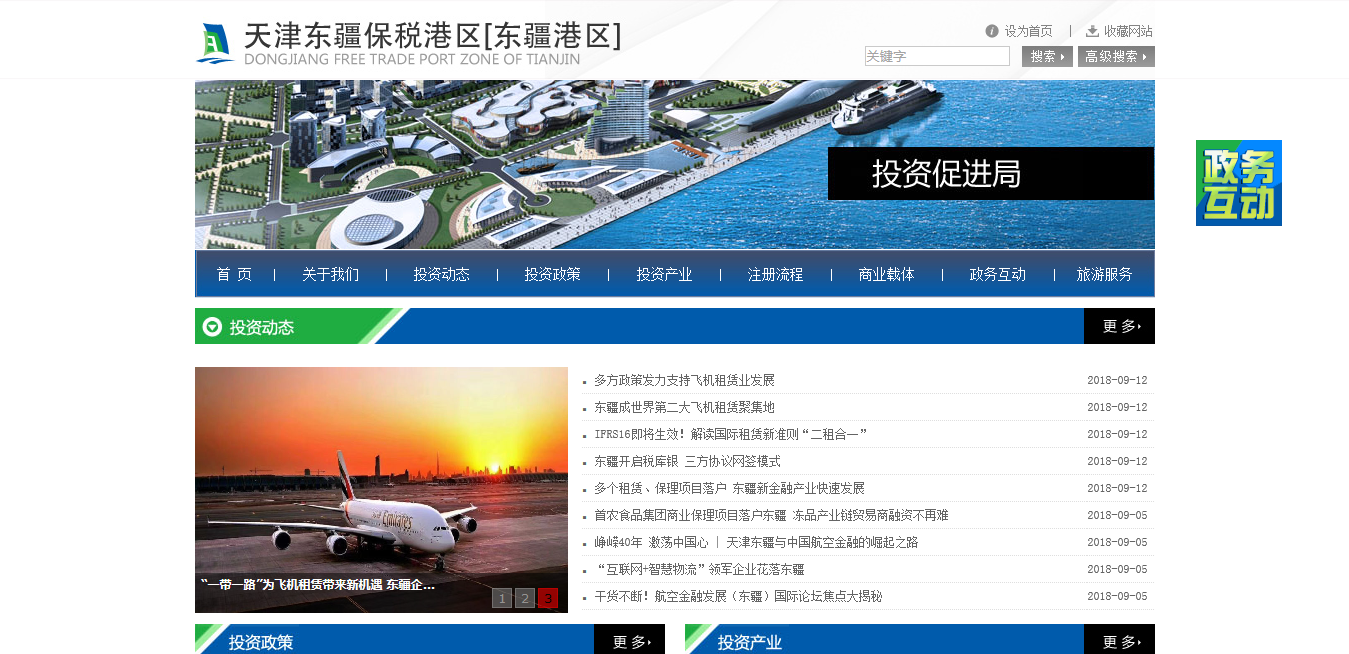 天津东疆保税港区[东疆港区]
DONGJIANG FREE TRADE PORT ZONE OF TIANJIN
设为首页 | 收藏网站
关键字 搜索 高级搜索
投资促进局
政务
互动
首 页 | 关于我们 | 投资动态 | 投资政策 | 投资产业 | 注册流程 | 商业载体 | 政务互动 | 旅游服务
投资动态 更多
多方政策发力支持飞机租赁业发展 2018-09-12
东疆成世界第二大飞机租赁聚集地 2018-09-12
IFRS16即将生效！解读国际租赁新准则“二租合一” 2018-09-12
东疆开启税库银 三方协议网签模式 2018-09-12
多个租赁、保理项目落户 东疆新金融产业快速发展 2018-09-12
首农食品集团商业保理项目落户东疆 冻品产业链贸易商融资不再难 2018-09-05
峥嵘40年 激荡中国心 | 天津东疆与中国航空金融的崛起之路 2018-09-05
“互联网+智慧物流”领军企业花落东疆 2018-09-05
干货不断！航空金融发展（东疆）国际论坛焦点大揭秘 2018-09-05
Emirates
“一带一路”为飞机租赁带来新机遇 东疆企...
1 2 3
投资政策 更多
投资产业 更多